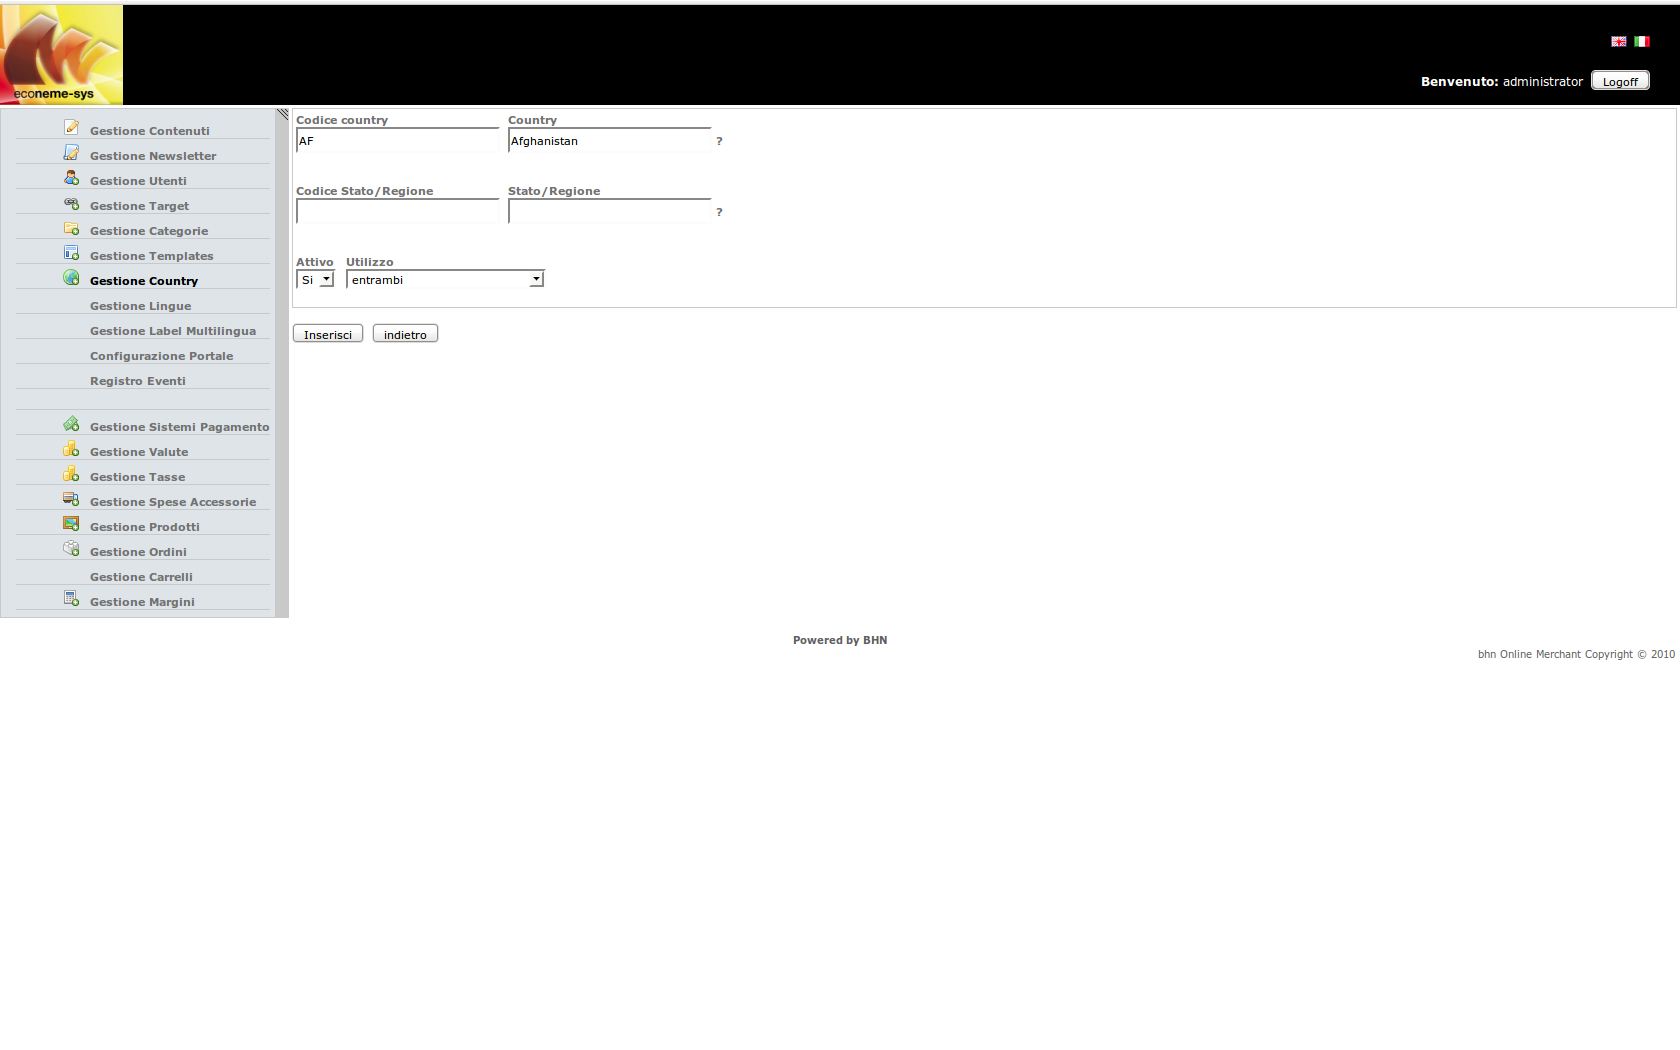 econeme-sys
Benvenuto: administrator Logoff
Gestione Contenuti
Gestione Newsletter
Gestione Utenti
Gestione Target
Gestione Categorie
Gestione Templates
Gestione Country
Gestione Lingue
Gestione Label Multilingua
Configurazione Portale
Registro Eventi
Gestione Sistemi Pagamento
Gestione Valute
Gestione Tasse
Gestione Spese Accessorie
Gestione Prodotti
Gestione Ordini
Gestione Carrelli
Gestione Margini
Codice country Country
AF Afghanistan ?
Codice Stato/Regione Stato/Regione
?
Attivo Utilizzo
Si entrambi
Inserisci indietro
Powered by BHN
bhn Online Merchant Copyright © 2010